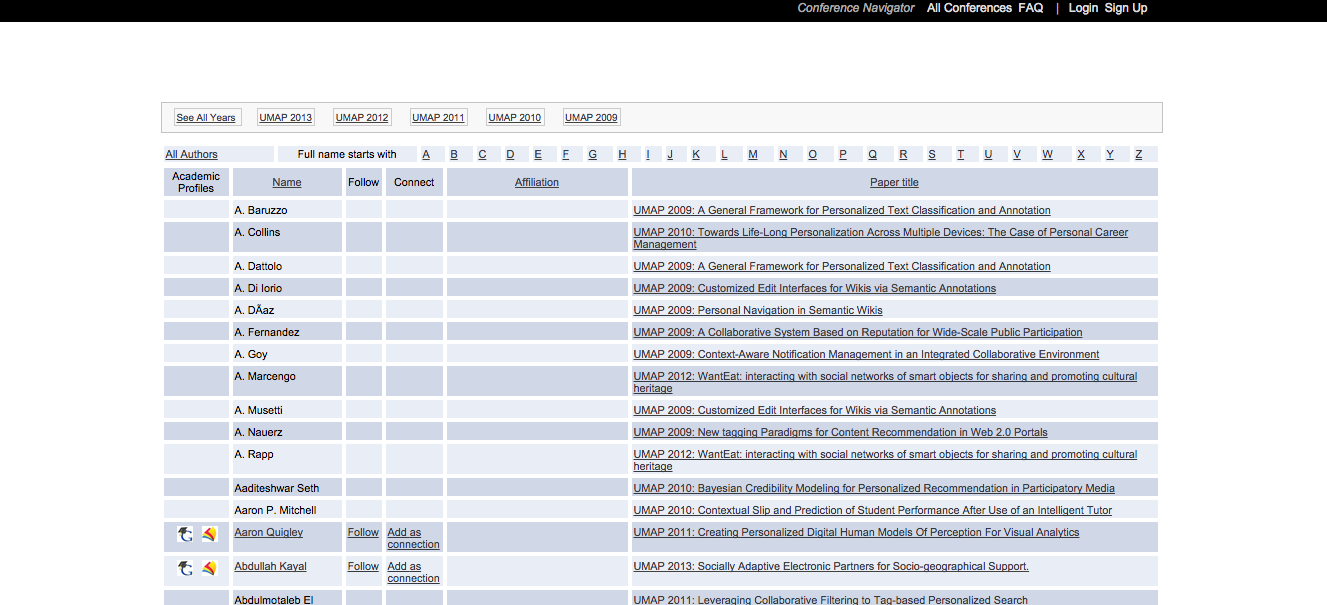 Conference Navigator All Conferences FAQ | Login Sign Up
See All Years UMAP 2013 UMAP 2012 UMAP 2011 UMAP 2010 UMAP 2009
All Authors Full name starts with A B C D E F G H I J K L M N O P Q R S T U V W X Y Z
Academic
Profiles Name Follow Connect Affiliation Paper title
A. Baruzzo UMAP 2009: A General Framework for Personalized Text Classification and Annotation
A. Collins UMAP 2010: Towards Life-Long Personalization Across Multiple Devices: The Case of Personal Career
Management
A. Dattolo UMAP 2009: A General Framework for Personalized Text Classification and Annotation
A. Di Iorio UMAP 2009: Customized Edit Interfaces for Wikis via Semantic Annotations
A. DÃaz UMAP 2009: Personal Navigation in Semantic Wikis
A. Fernandez UMAP 2009: A Collaborative System Based on Reputation for Wide-Scale Public Participation
A. Goy UMAP 2009: Context-Aware Notification Management in an Integrated Collaborative Environment
A. Marcengo UMAP 2012: WantEat: interacting with social networks of smart objects for sharing and promoting cultural
heritage
A. Musetti UMAP 2009: Customized Edit Interfaces for Wikis via Semantic Annotations
A. Nauerz UMAP 2009: New tagging Paradigms for Content Recommendation in Web 2.0 Portals
A. Rapp UMAP 2012: WantEat: interacting with social networks of smart objects for sharing and promoting cultural
heritage
Aaditeshwar Seth UMAP 2010: Bayesian Credibility Modeling for Personalized Recommendation in Participatory Media
Aaron P. Mitchell UMAP 2010: Contextual Slip and Prediction of Student Performance After Use of an Intelligent Tutor
Aaron Quigley Follow Add as UMAP 2011: Creating Personalized Digital Human Models Of Perception For Visual Analytics
connection
Abdullah Kayal Follow Add as UMAP 2013: Socially Adaptive Electronic Partners for Socio-geographical Support.
connection
Abdulmotaleb El UMAP 2011: Leveraging Collaborative Filtering to Tag-based Personalized Search